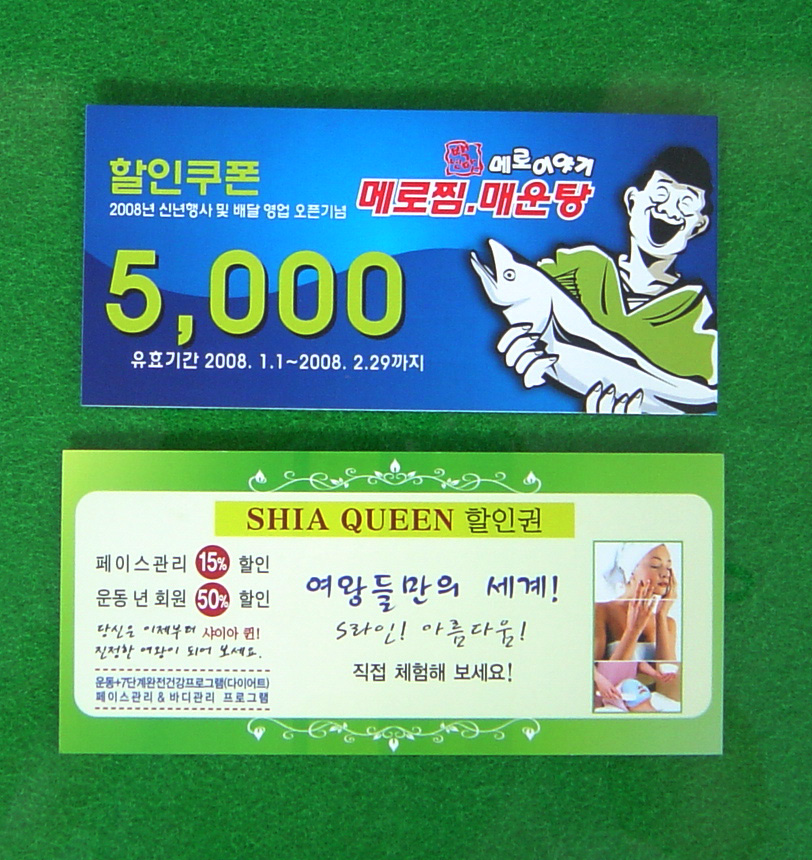 할인쿠폰
2008년 신년행사 및 배달 영업 오픈기념
메로이야기
메로찜.매운탕
5,000
유효기간 2008. 1.1~2008. 2.29까지
SHIA QUEEN 할인권
페이스관리 15% 할인
운동 년 회원 50% 할인
당신은 이제부터 샤이아 퀸!
진정한 여왕이 되어 보세요.
운동+7단계완전건강프로그램(다이어트)
페이스관리 & 바디관리 프로그램
여왕들만의 세계!
S라인! 아름다움!
직접 체험해 보세요!